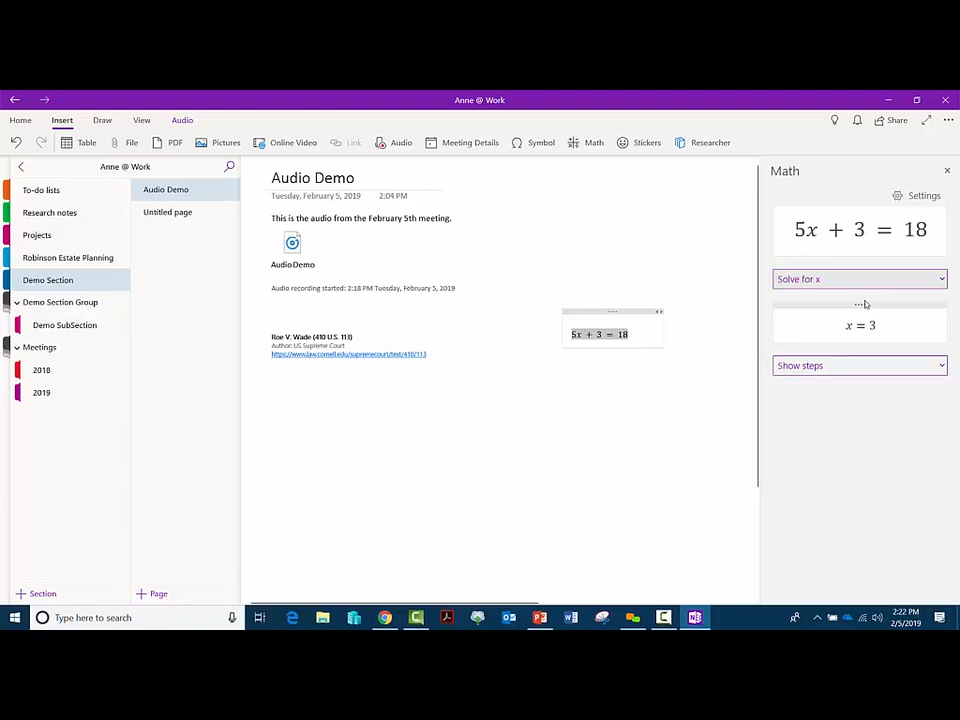 Anne @ Work
Home Insert Draw View Audio
Share
Table File PDF Pictures Online Video Link Audio Meeting Details Symbol Math Stickers Researcher
Anne @ Work
To-do lists
Research notes
Projects
Robinson Estate Planning
Demo Section
Demo Section Group
Demo SubSection
Meetings
2018
2019
Section
Audio Demo
Untitled page
Page
Audio Demo
Tuesday, February 5, 2019 2:04 PM
This is the audio from the February 5th meeting.
AudioDemo
Audio recording started: 2:18 PM Tuesday, February 5, 2019
Roe V. Wade (410 U.S. 113)
Author: US Supreme Court
https://www.law.cornell.edu/supremecourt/text/410/113
5x + 3 = 18
Math
Settings
5x + 3 = 18
Solve for x
x = 3
Show steps
Type here to search
2:22 PM
2/5/2019